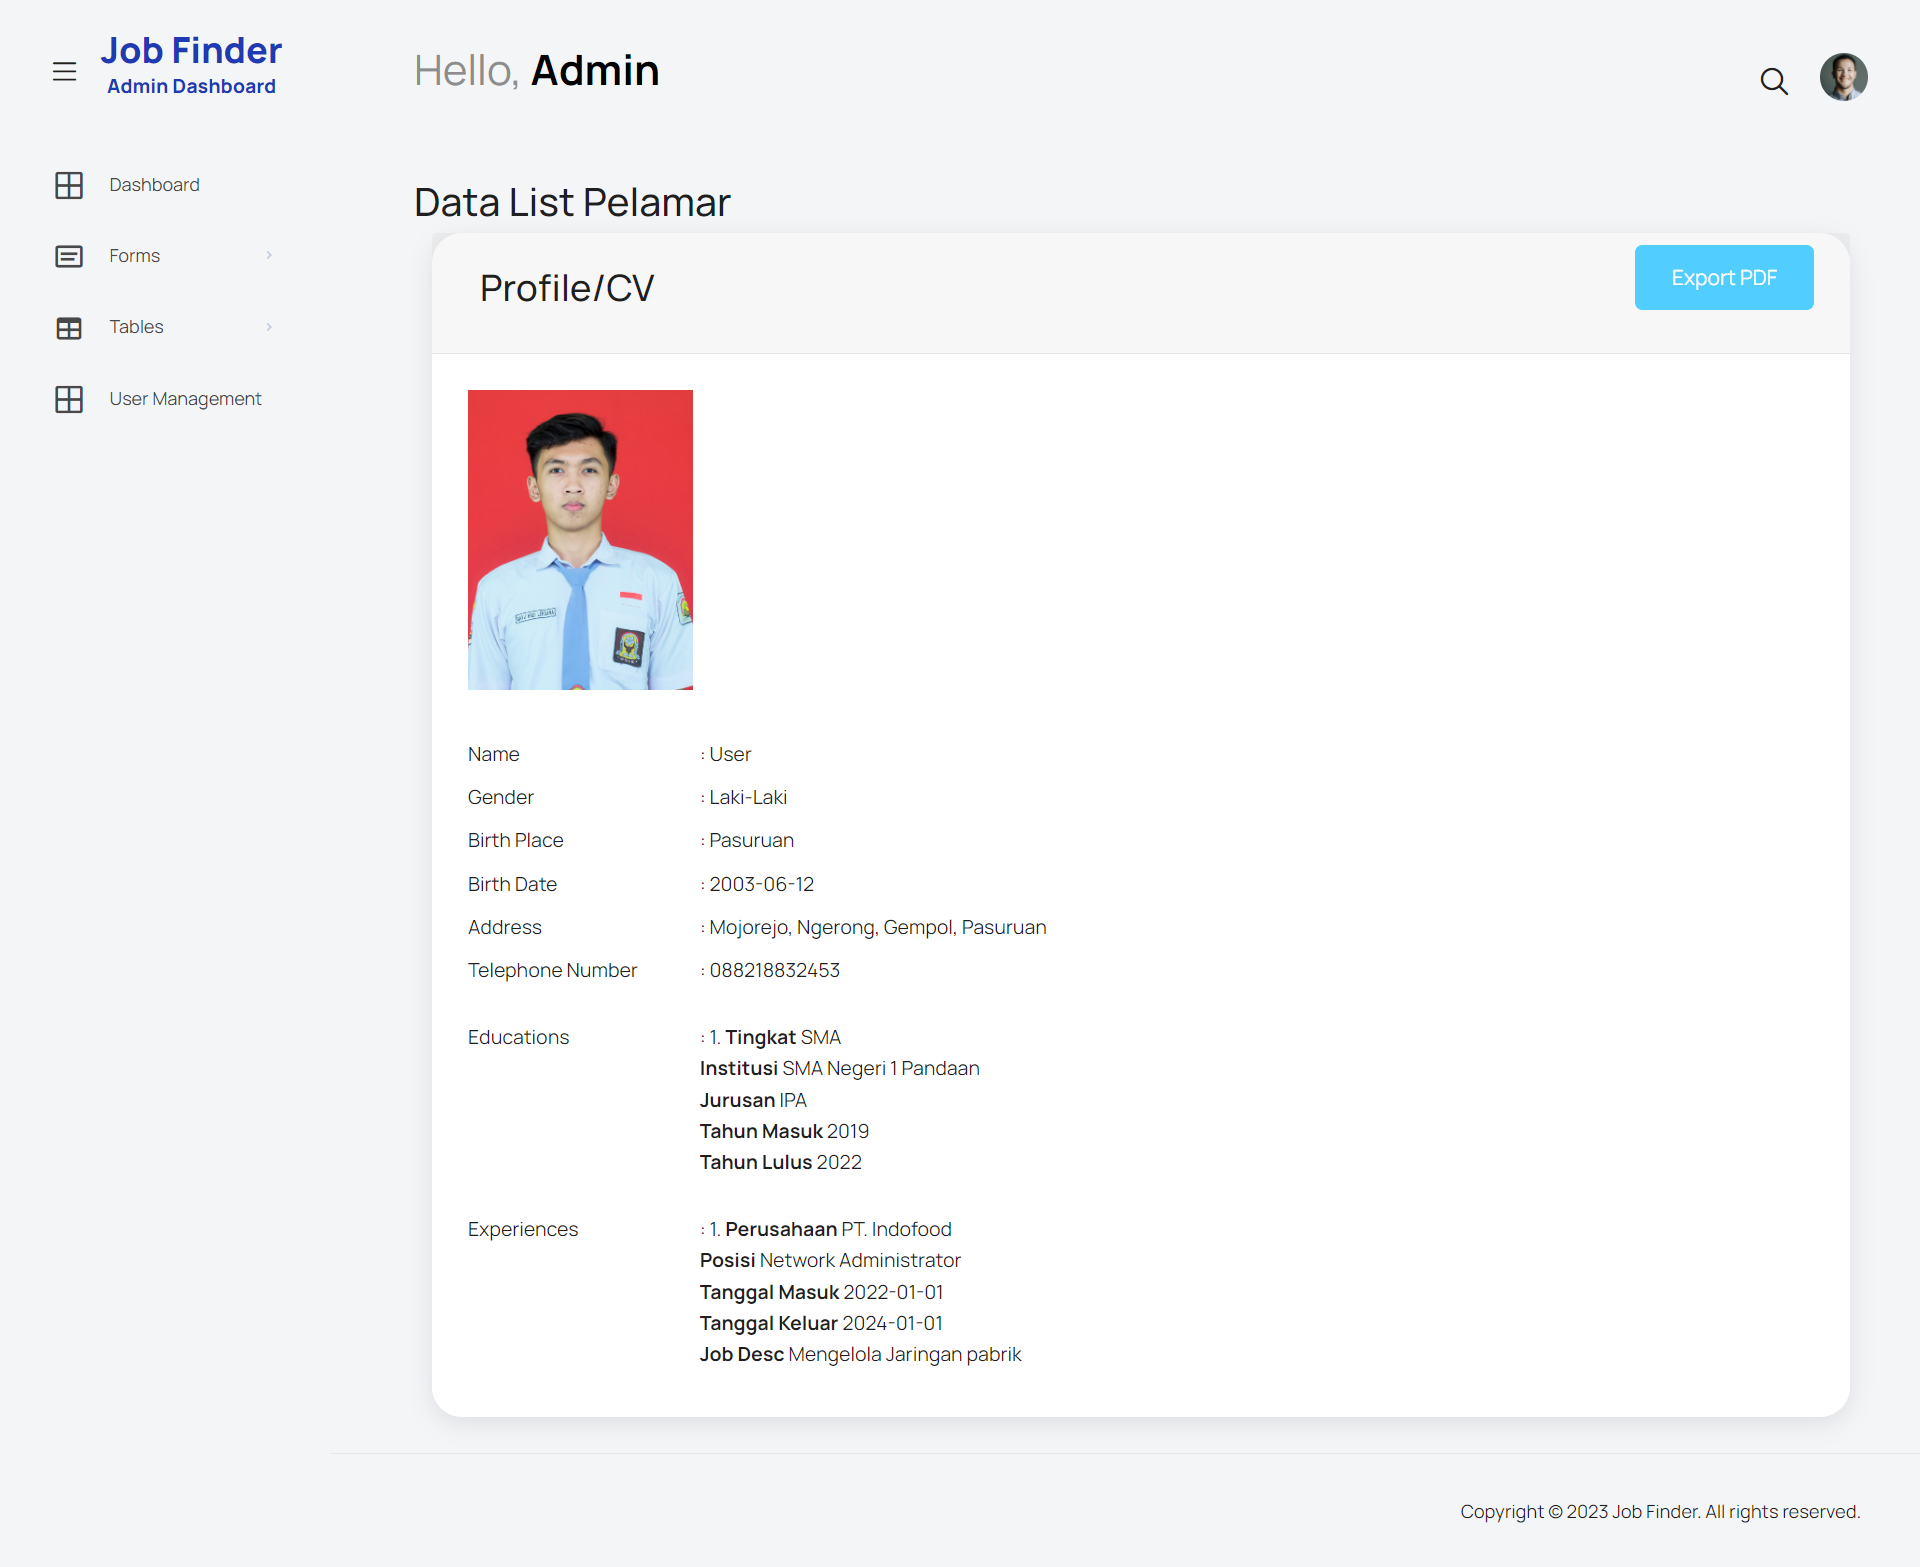 Job Finder
Admin Dashboard
Hello, Admin
Dashboard
Forms
Tables
User Management
Data List Pelamar
Profile/CV
Export PDF
Name : User
Gender : Laki-Laki
Birth Place : Pasuruan
Birth Date : 2003-06-12
Address : Mojorejo, Ngerong, Gempol, Pasuruan
Telephone Number : 088218832453
Educations : 1. Tingkat SMA
Institusi SMA Negeri 1 Pandaan
Jurusan IPA
Tahun Masuk 2019
Tahun Lulus 2022
Experiences : 1. Perusahaan PT. Indofood
Posisi Network Administrator
Tanggal Masuk 2022-01-01
Tanggal Keluar 2024-01-01
Job Desc Mengelola Jaringan pabrik
Copyright © 2023 Job Finder. All rights reserved.